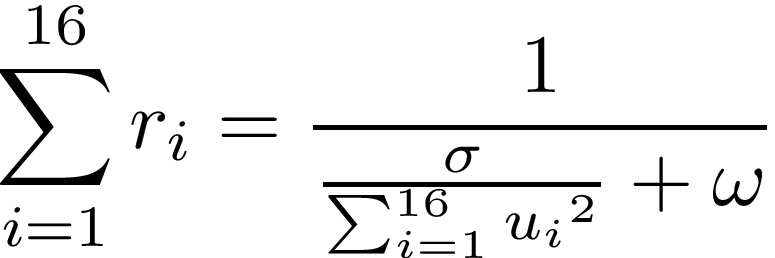 \sum_{i=1}^{16} r_i = \frac{1}{\frac{\sigma}{\sum_{i=1}^{16} {u_i}^2} + \omega}